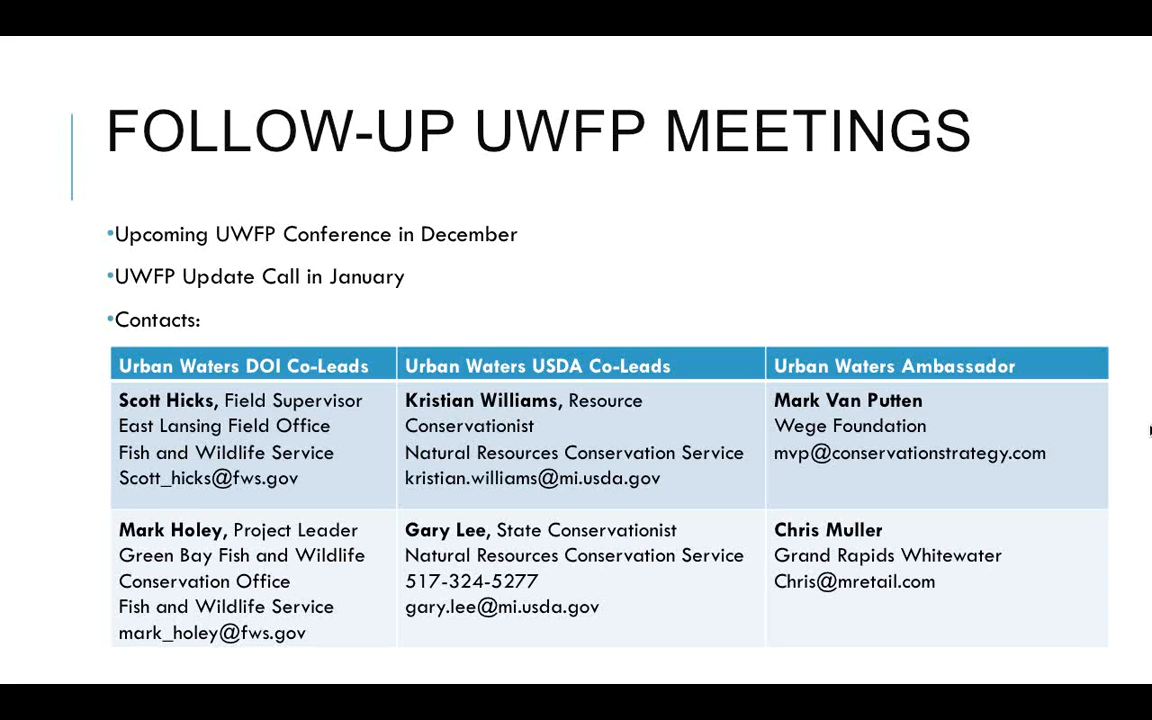 FOLLOW-UP UWFP MEETINGS
•Upcoming UWFP Conference in December
•UWFP Update Call in January
•Contacts:
Urban Waters DOI Co-Leads
Urban Waters USDA Co-Leads
Urban Waters Ambassador
Scott Hicks, Field Supervisor
East Lansing Field Office
Fish and Wildlife Service
Scott_hicks@fws.gov
Kristian Williams, Resource
Conservationist
Natural Resources Conservation Service
kristian.williams@mi.usda.gov
Mark Van Putten
Wege Foundation
mvp@conservationstrategy.com
Mark Holey, Project Leader
Green Bay Fish and Wildlife
Conservation Office
Fish and Wildlife Service
mark_holey@fws.gov
Gary Lee, State Conservationist
Natural Resources Conservation Service
517-324-5277
gary.lee@mi.usda.gov
Chris Muller
Grand Rapids Whitewater
Chris@mretail.com